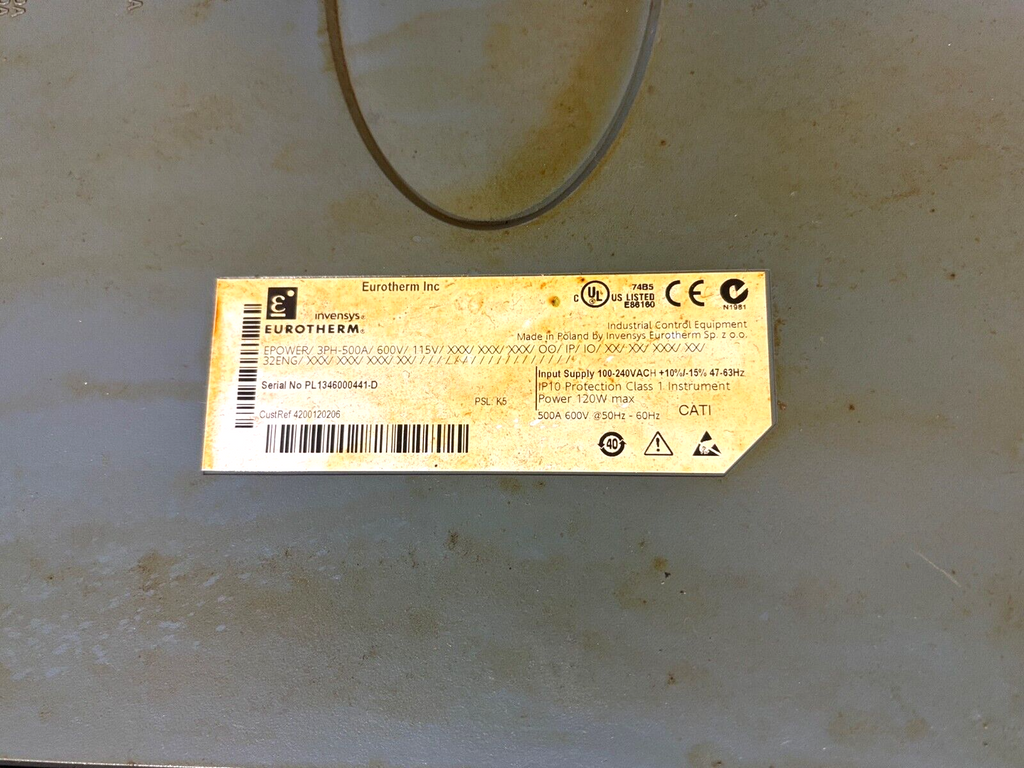 Eurotherm Inc
invensys
EUROTHERM
C UL US LISTED
74B5
E86160
CE
N1981
Industrial Control Equipment
Made in Poland by Invensys Eurotherm Sp. z o.o.
EPOWER/ 3PH-500A/ 600V/ 115V/ XXX/ XXX/ XXX/ OO/ IP/ IO/ XX/ XX/ XXX/ XX/
32ENG/ XXX/ XXX/ XXX/ XX/
Input Supply 100-240VACH +10%/-15% 47-63Hz
IP10 Protection Class 1 Instrument
Power 120W max
Serial No PL1346000441-D
PSL K5
500A 600V @50Hz - 60Hz
CATI
CustRef 4200120206
40